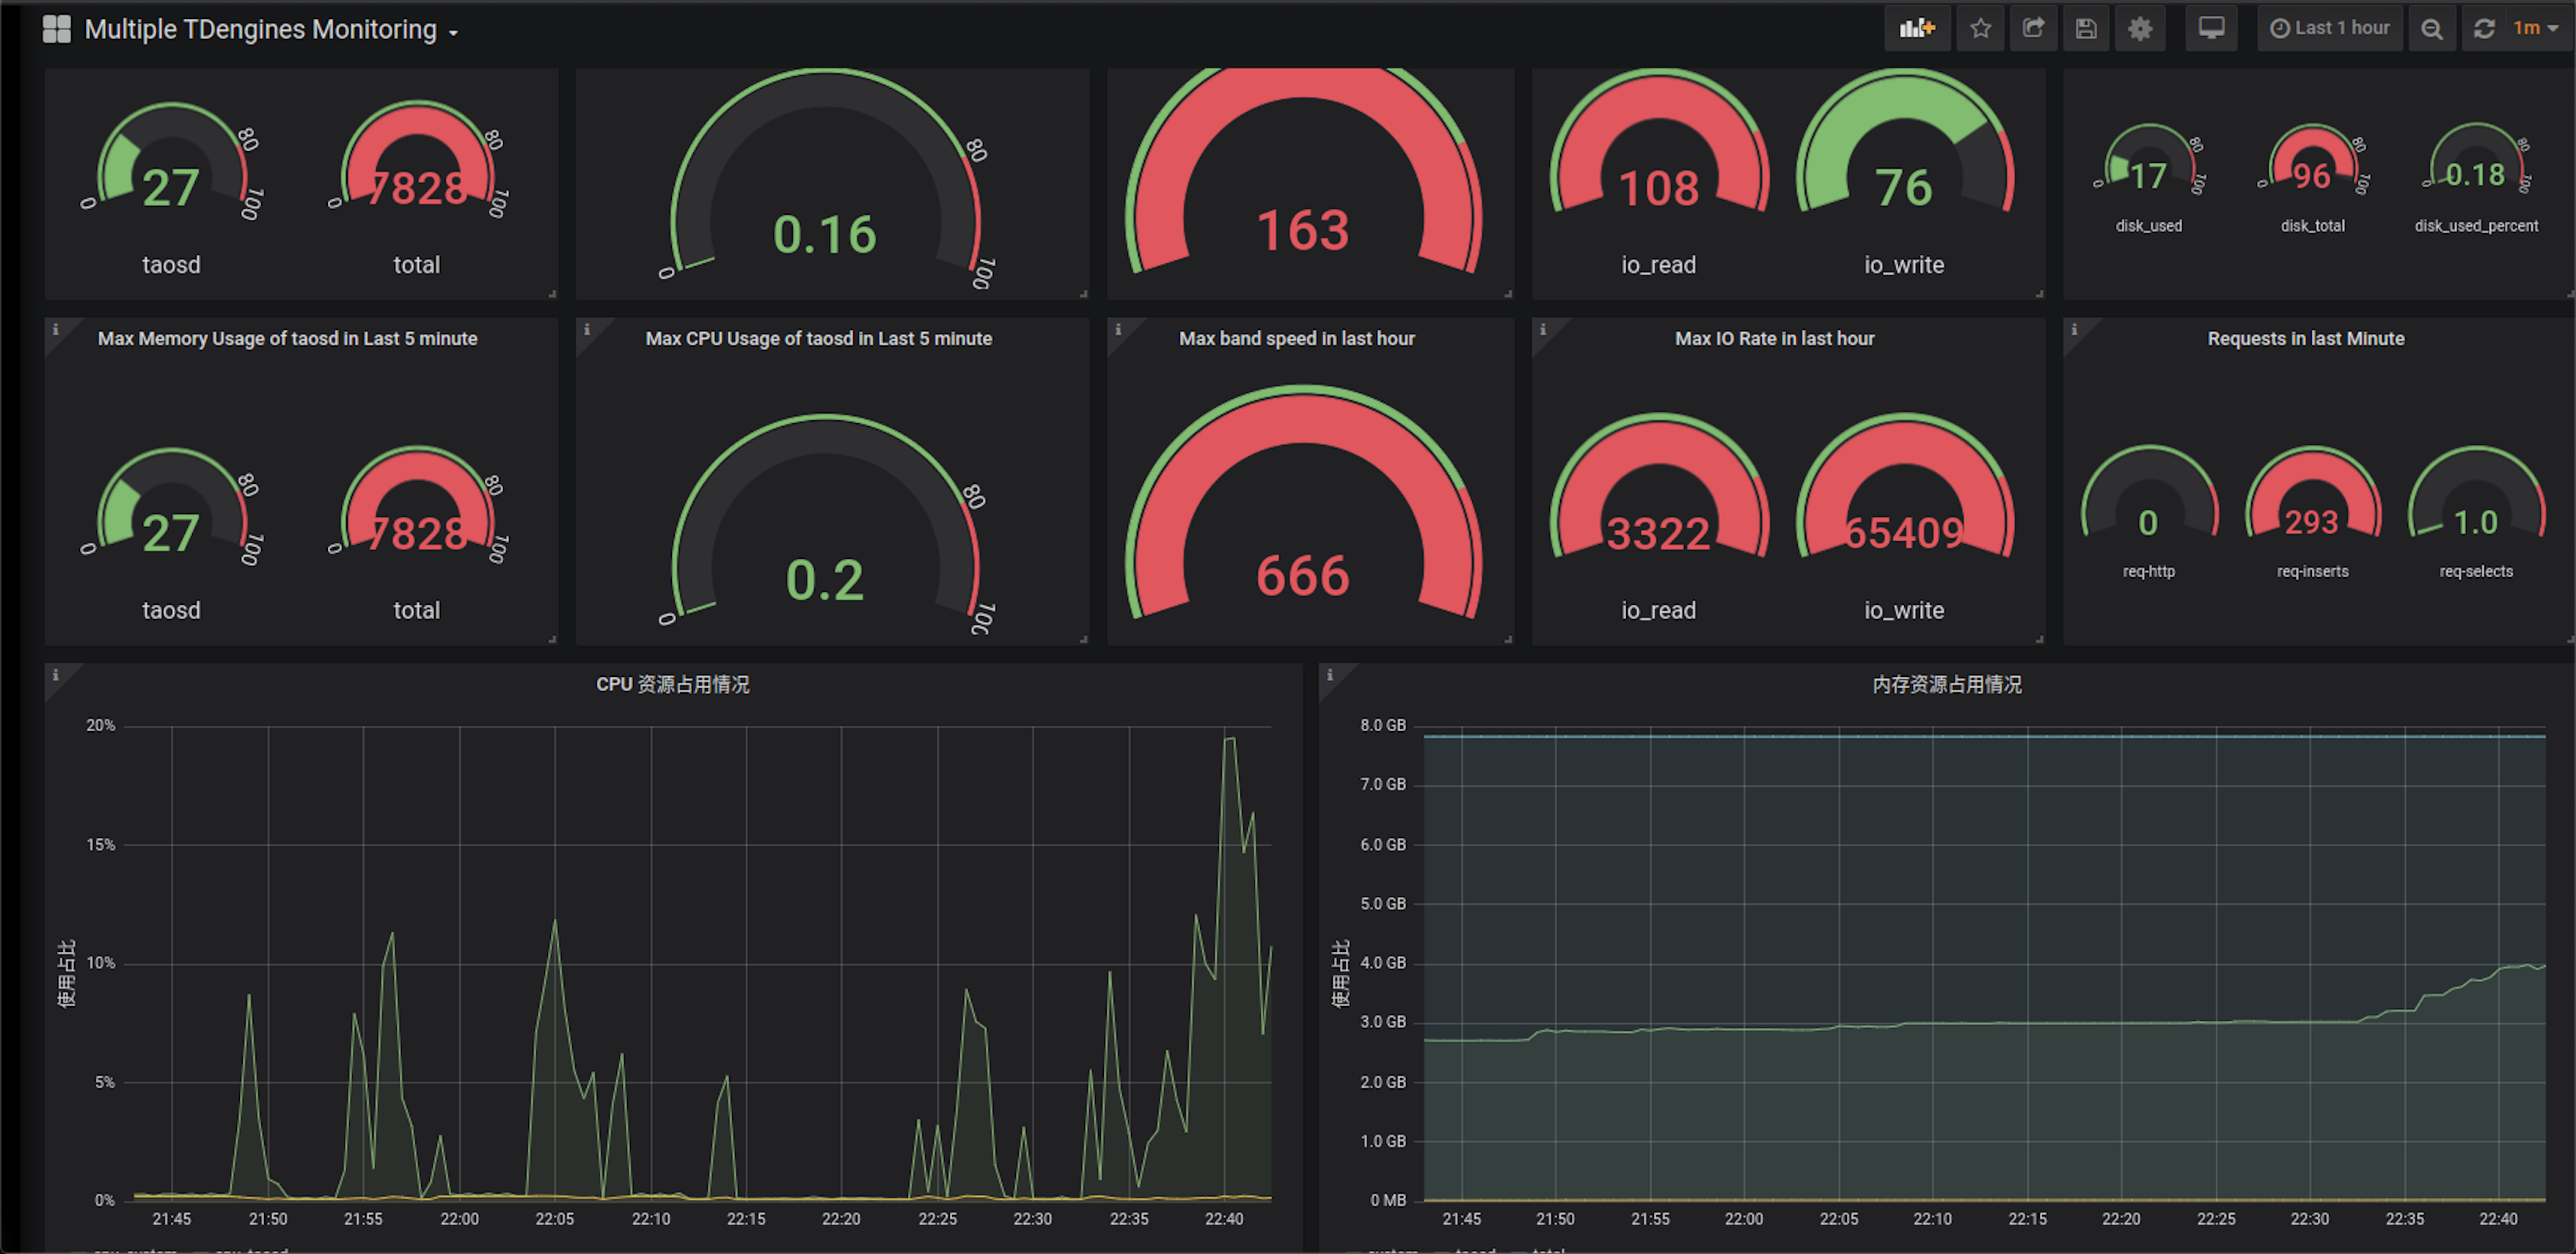 Multiple TDengines Monitoring
Last 1 hour
1m
0 27 80 100
taosd
0 7828 80 100
total
0 0.16 80 100
163
108
io_read
76
io_write
0 17 80 100
disk_used
0 96 80 100
disk_total
0 0.18 80 100
disk_used_percent
Max Memory Usage of taosd in Last 5 minute
0 27 80 100
taosd
0 7828 80 100
total
Max CPU Usage of taosd in Last 5 minute
0 0.2 80 100
Max band speed in last hour
666
Max IO Rate in last hour
3322
io_read
65409
io_write
Requests in last Minute
0
req-http
293
req-inserts
1.0
req-selects
CPU 资源占用情况
使用占比
20%
15%
10%
5%
0%
21:45 21:50 21:55 22:00 22:05 22:10 22:15 22:20 22:25 22:30 22:35 22:40
内存资源占用情况
使用占比
8.0 GB
7.0 GB
6.0 GB
5.0 GB
4.0 GB
3.0 GB
2.0 GB
1.0 GB
0 MB
21:45 21:50 21:55 22:00 22:05 22:10 22:15 22:20 22:25 22:30 22:35 22:40